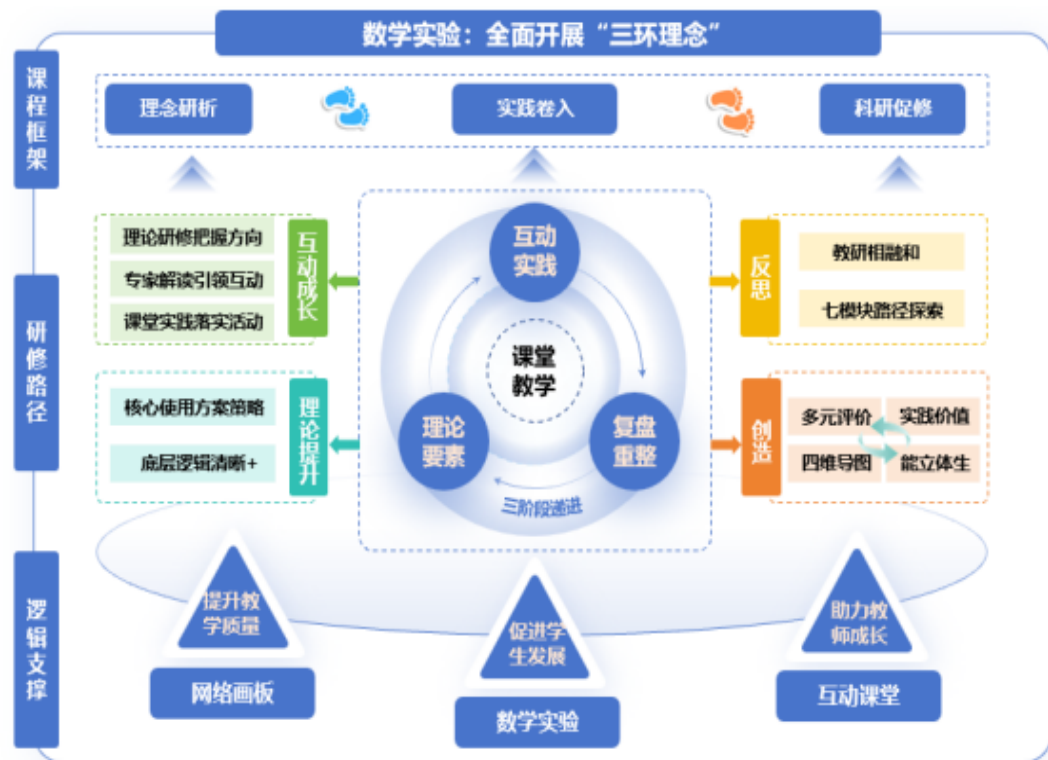 数学实验：全面开展“三环理念”
课程框架
理念研析
实践卷入
科研促修
研修路径
理论研修把握方向
专家解读引领互动
课堂实践落实活动
互动成长
核心使用方案策略
底层逻辑清晰+
理论提升
互动
实践
课堂
教学
理论
要素
复盘
重整
三阶段递进
反思
教研相融和
七模块路径探索
创造
多元评价
实践价值
四维导图
能立体生
逻辑支撑
提升教
学质量
网络画板
促进学
生发展
数学实验
助力教
师成长
互动课堂